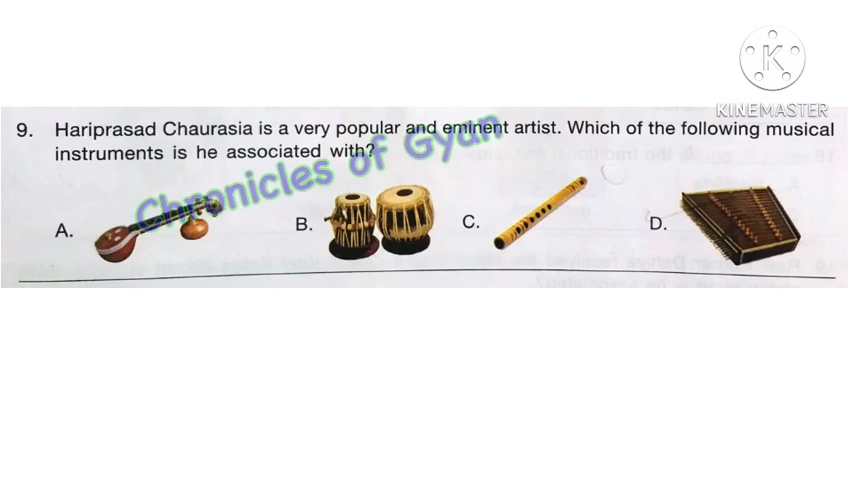 K
KINEMASTER
9. Hariprasad Chaurasia is a very popular and eminent artist. Which of the following musical
instruments is he associated with?
Chronicles of Gyan
A. B. C. D.